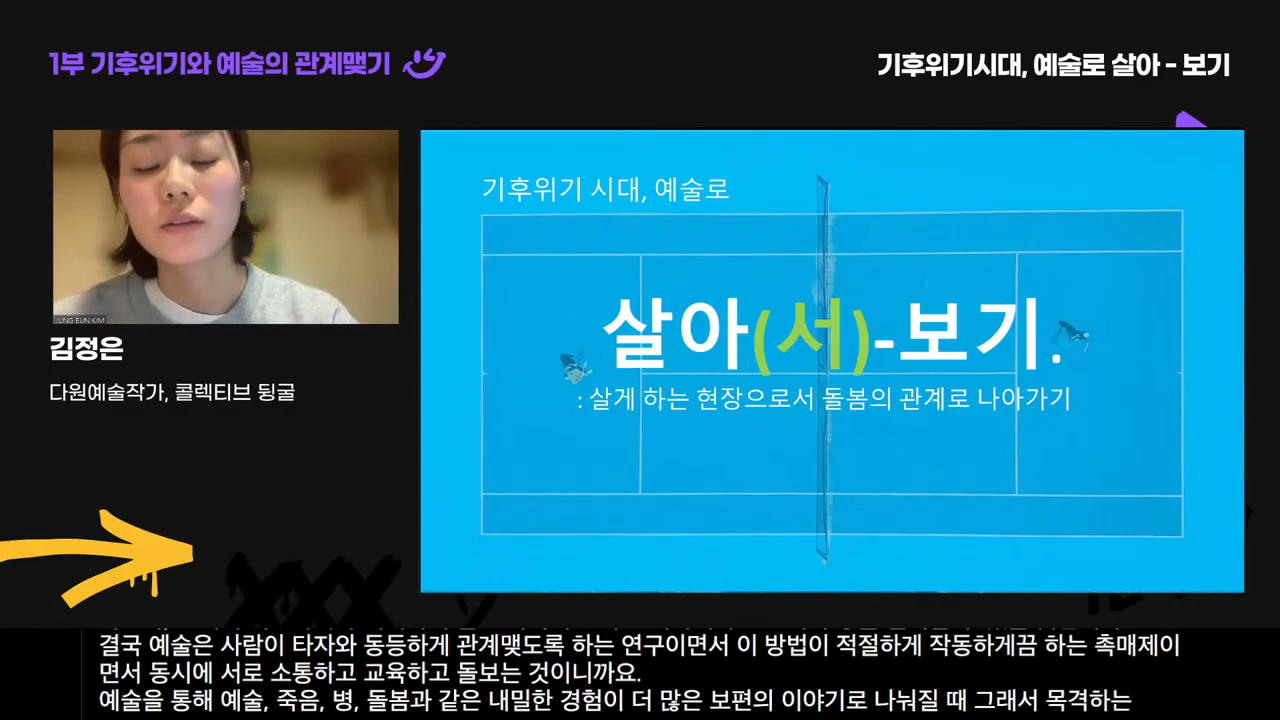 1부 기후위기와 예술의 관계맺기
기후위기시대, 예술로 살아 - 보기
JUNG EUN KIM
김정은
다원예술작가, 콜렉티브 뒹굴
기후위기 시대, 예술로
살아(서)-보기.
: 살게 하는 현장으로서 돌봄의 관계로 나아가기
결국 예술은 사람이 타자와 동등하게 관계맺도록 하는 연구이면서 이 방법이 적절하게 작동하게끔 하는 촉매제이
면서 동시에 서로 소통하고 교육하고 돌보는 것이니까요.
예술을 통해 예술, 죽음, 병, 돌봄과 같은 내밀한 경험이 더 많은 보편의 이야기로 나눠질 때 그래서 목격하는